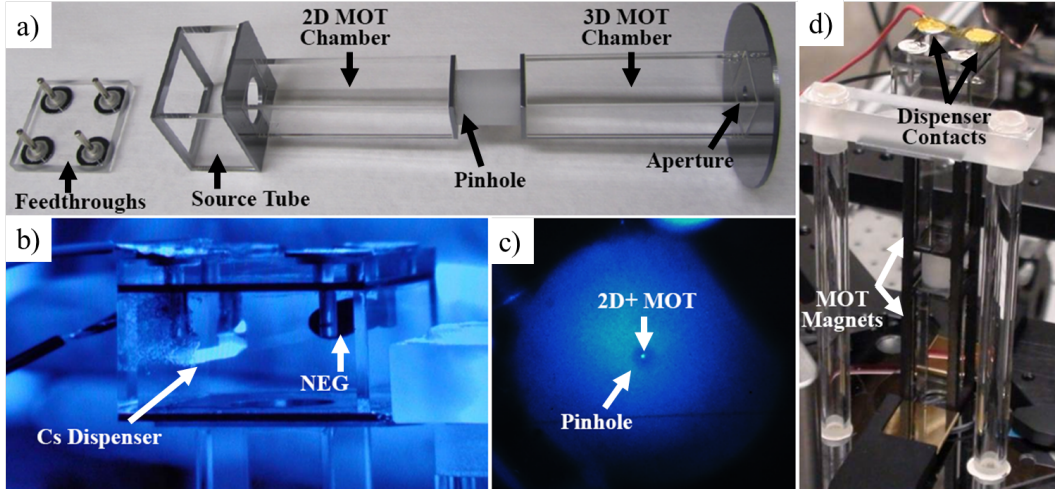 a)
2D MOT
Chamber
3D MOT
Chamber
Feedthroughs
Source Tube
Pinhole
Aperture
b)
NEG
Cs Dispenser
c)
2D+ MOT
Pinhole
d)
Dispenser
Contacts
MOT
Magnets